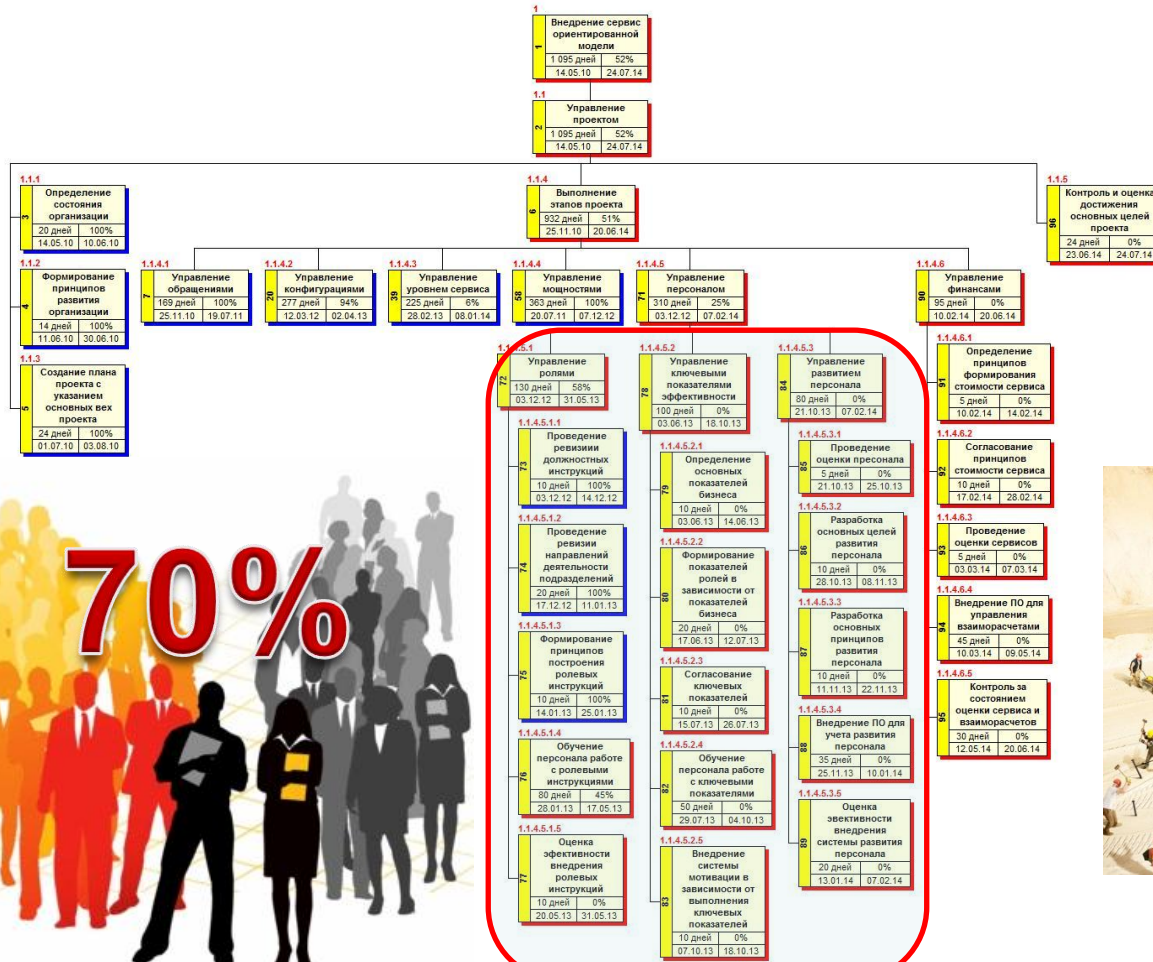 1
1
Внедрение сервис
ориентированной
модели
1 095 дней 52%
14.05.10 24.07.14
1.1
2
Управление
проектом
1 095 дней 52%
14.05.10 24.07.14
1.1.1
3
Определение
состояния
организации
20 дней 100%
14.05.10 10.06.10
1.1.2
4
Формирование
принципов
развития
организации
14 дней 100%
11.06.10 30.06.10
1.1.3
5
Создание плана
проекта с
указанием
основных вех
проекта
24 дней 100%
01.07.10 03.08.10
1.1.4
6
Выполнение
этапов проекта
932 дней 51%
25.11.10 20.06.14
1.1.5
96
Контроль и оценка
достижения
основных целей
проекта
24 дней 0%
23.06.14 24.07.14
1.1.4.1
7
Управление
обращениями
169 дней 100%
25.11.10 19.07.11
1.1.4.2
20
Управление
конфигурациями
277 дней 94%
12.03.12 02.04.13
1.1.4.3
39
Управление
уровнем сервиса
225 дней 6%
28.02.13 08.01.14
1.1.4.4
58
Управление
мощностями
363 дней 100%
20.07.11 07.12.12
1.1.4.5
71
Управление
персоналом
310 дней 25%
03.12.12 07.02.14
1.1.4.6
90
Управление
финансами
95 дней 0%
10.02.14 20.06.14
1.1.4.5.1
72
Управление
ролями
130 дней 58%
03.12.12 31.05.13
1.1.4.5.1.1
73
Проведение
ревизиии
должностных
инструкций
10 дней 100%
03.12.12 14.12.12
1.1.4.5.1.2
74
Проведение
ревизии
направлений
деятельности
подразделений
20 дней 100%
17.12.12 11.01.13
1.1.4.5.1.3
75
Формирование
принципов
построения
ролевых
инструкций
10 дней 100%
14.01.13 25.01.13
1.1.4.5.1.4
76
Обучение
персонала работе
с ролевыми
инструкциями
80 дней 45%
28.01.13 17.05.13
1.1.4.5.1.5
77
Оценка
эфективности
внедрения
ролевых
инструкций
10 дней 0%
20.05.13 31.05.13
1.1.4.5.2
78
Управление
ключевыми
показателями
эффективности
100 дней 0%
03.06.13 18.10.13
1.1.4.5.2.1
79
Определение
основных
показателей
бизнеса
10 дней 0%
03.06.13 14.06.13
1.1.4.5.2.2
80
Формирование
показателей
ролей в
зависимости от
показателей
бизнеса
20 дней 0%
17.06.13 12.07.13
1.1.4.5.2.3
81
Согласование
ключевых
показателей
10 дней 0%
15.07.13 26.07.13
1.1.4.5.2.4
82
Обучение
персонала работе
с ключевыми
показателями
50 дней 0%
29.07.13 04.10.13
1.1.4.5.2.5
83
Внедрение
системы
мотивации в
зависимости от
выполнения
ключевых
показателей
10 дней 0%
07.10.13 18.10.13
1.1.4.5.3
84
Управление
развитием
персонала
80 дней 0%
21.10.13 07.02.14
1.1.4.5.3.1
85
Проведение
оценки пресонала
5 дней 0%
21.10.13 25.10.13
1.1.4.5.3.2
86
Разработка
основных целей
развития
персонала
10 дней 0%
28.10.13 08.11.13
1.1.4.5.3.3
87
Разработка
основных
принципов
развития
персонала
10 дней 0%
11.11.13 22.11.13
1.1.4.5.3.4
88
Внедрение ПО для
учета развития
персонала
35 дней 0%
25.11.13 10.01.14
1.1.4.5.3.5
89
Оценка
эвективности
внедрения
системы развития
персонала
20 дней 0%
13.01.14 07.02.14
1.1.4.6.1
91
Определение
принципов
формирования
стоимости сервиса
5 дней 0%
10.02.14 14.02.14
1.1.4.6.2
92
Согласование
принципов
стоимости сервиса
10 дней 0%
17.02.14 28.02.14
1.1.4.6.3
93
Проведение
оценки сервисов
5 дней 0%
03.03.14 07.03.14
1.1.4.6.4
94
Внедрение ПО для
управления
взаиморасчетами
45 дней 0%
10.03.14 09.05.14
1.1.4.6.5
95
Контроль за
состоянием
оценки сервиса и
взаиморасчетов
30 дней 0%
12.05.14 20.06.14
70%